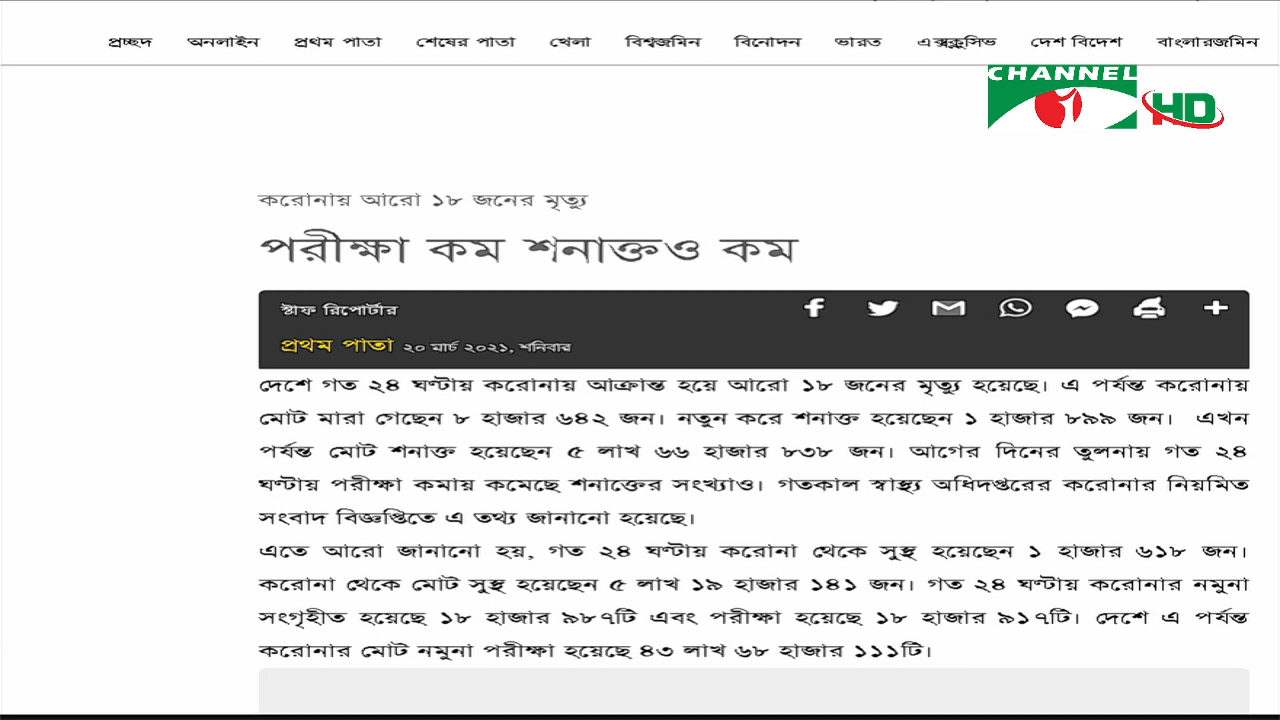 প্রচ্ছদ অনলাইন প্রথম পাতা শেষের পাতা খেলা বিশ্বজমিন বিনোদন ভারত এক্সক্লুসিভ দেশ বিদেশ বাংলারজমিন
CHANNEL
HD
করোনায় আরো ১৮ জনের মৃত্যু
পরীক্ষা কম শনাক্তও কম
স্টাফ রিপোর্টার
প্রথম পাতা ২০ মার্চ ২০২১, শনিবার
দেশে গত ২৪ ঘণ্টায় করোনায় আক্রান্ত হয়ে আরো ১৮ জনের মৃত্যু হয়েছে। এ পর্যন্ত করোনায়
মোট মারা গেছেন ৮ হাজার ৬৪২ জন। নতুন করে শনাক্ত হয়েছেন ১ হাজার ৮৯৯ জন। এখন
পর্যন্ত মোট শনাক্ত হয়েছেন ৫ লাখ ৬৬ হাজার ৮৩৮ জন। আগের দিনের তুলনায় গত ২৪
ঘণ্টায় পরীক্ষা কমায় কমেছে শনাক্তের সংখ্যাও। গতকাল স্বাস্থ্য অধিদপ্তরের করোনার নিয়মিত
সংবাদ বিজ্ঞপ্তিতে এ তথ্য জানানো হয়েছে।
এতে আরো জানানো হয়, গত ২৪ ঘণ্টায় করোনা থেকে সুস্থ হয়েছেন ১ হাজার ৬১৮ জন।
করোনা থেকে মোট সুস্থ হয়েছেন ৫ লাখ ১৯ হাজার ১৪১ জন। গত ২৪ ঘণ্টায় করোনার নমুনা
সংগৃহীত হয়েছে ১৮ হাজার ৯৮৭টি এবং পরীক্ষা হয়েছে ১৮ হাজার ৯১৭টি। দেশে এ পর্যন্ত
করোনার মোট নমুনা পরীক্ষা হয়েছে ৪৩ লাখ ৬৮ হাজার ১১১টি।